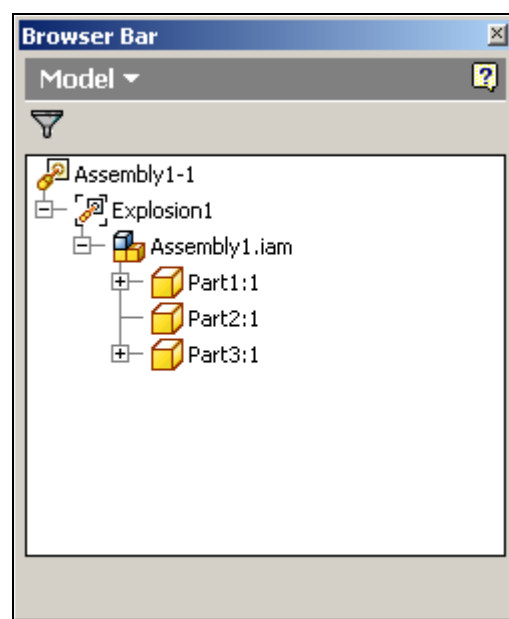 Browser Bar
Model
Assembly1-1
Explosion1
Assembly1.iam
Part1:1
Part2:1
Part3:1